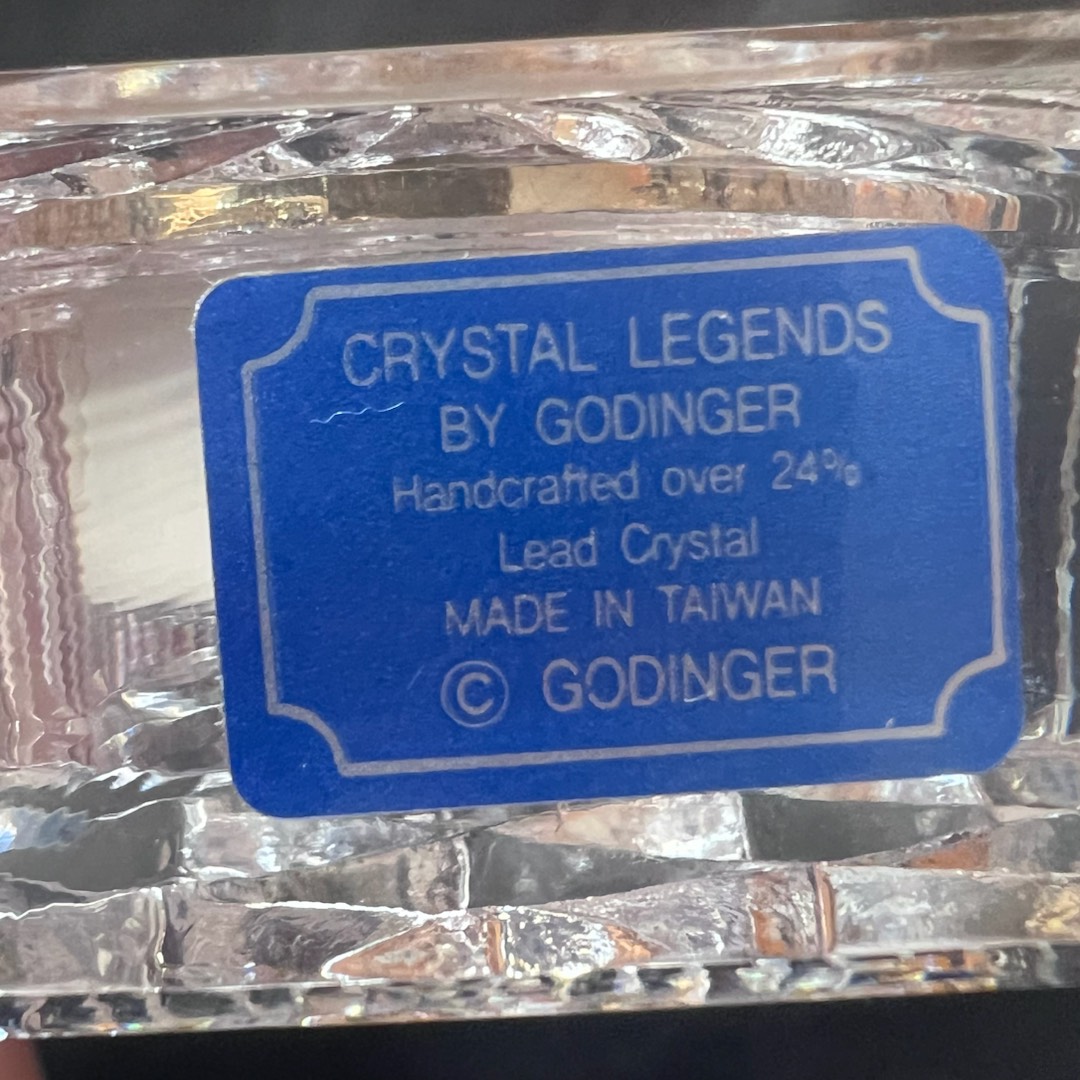 CRYSTAL LEGENDS
BY GODINGER
Handcrafted over 24%
Lead Crystal
MADE IN TAIWAN
© GODINGER